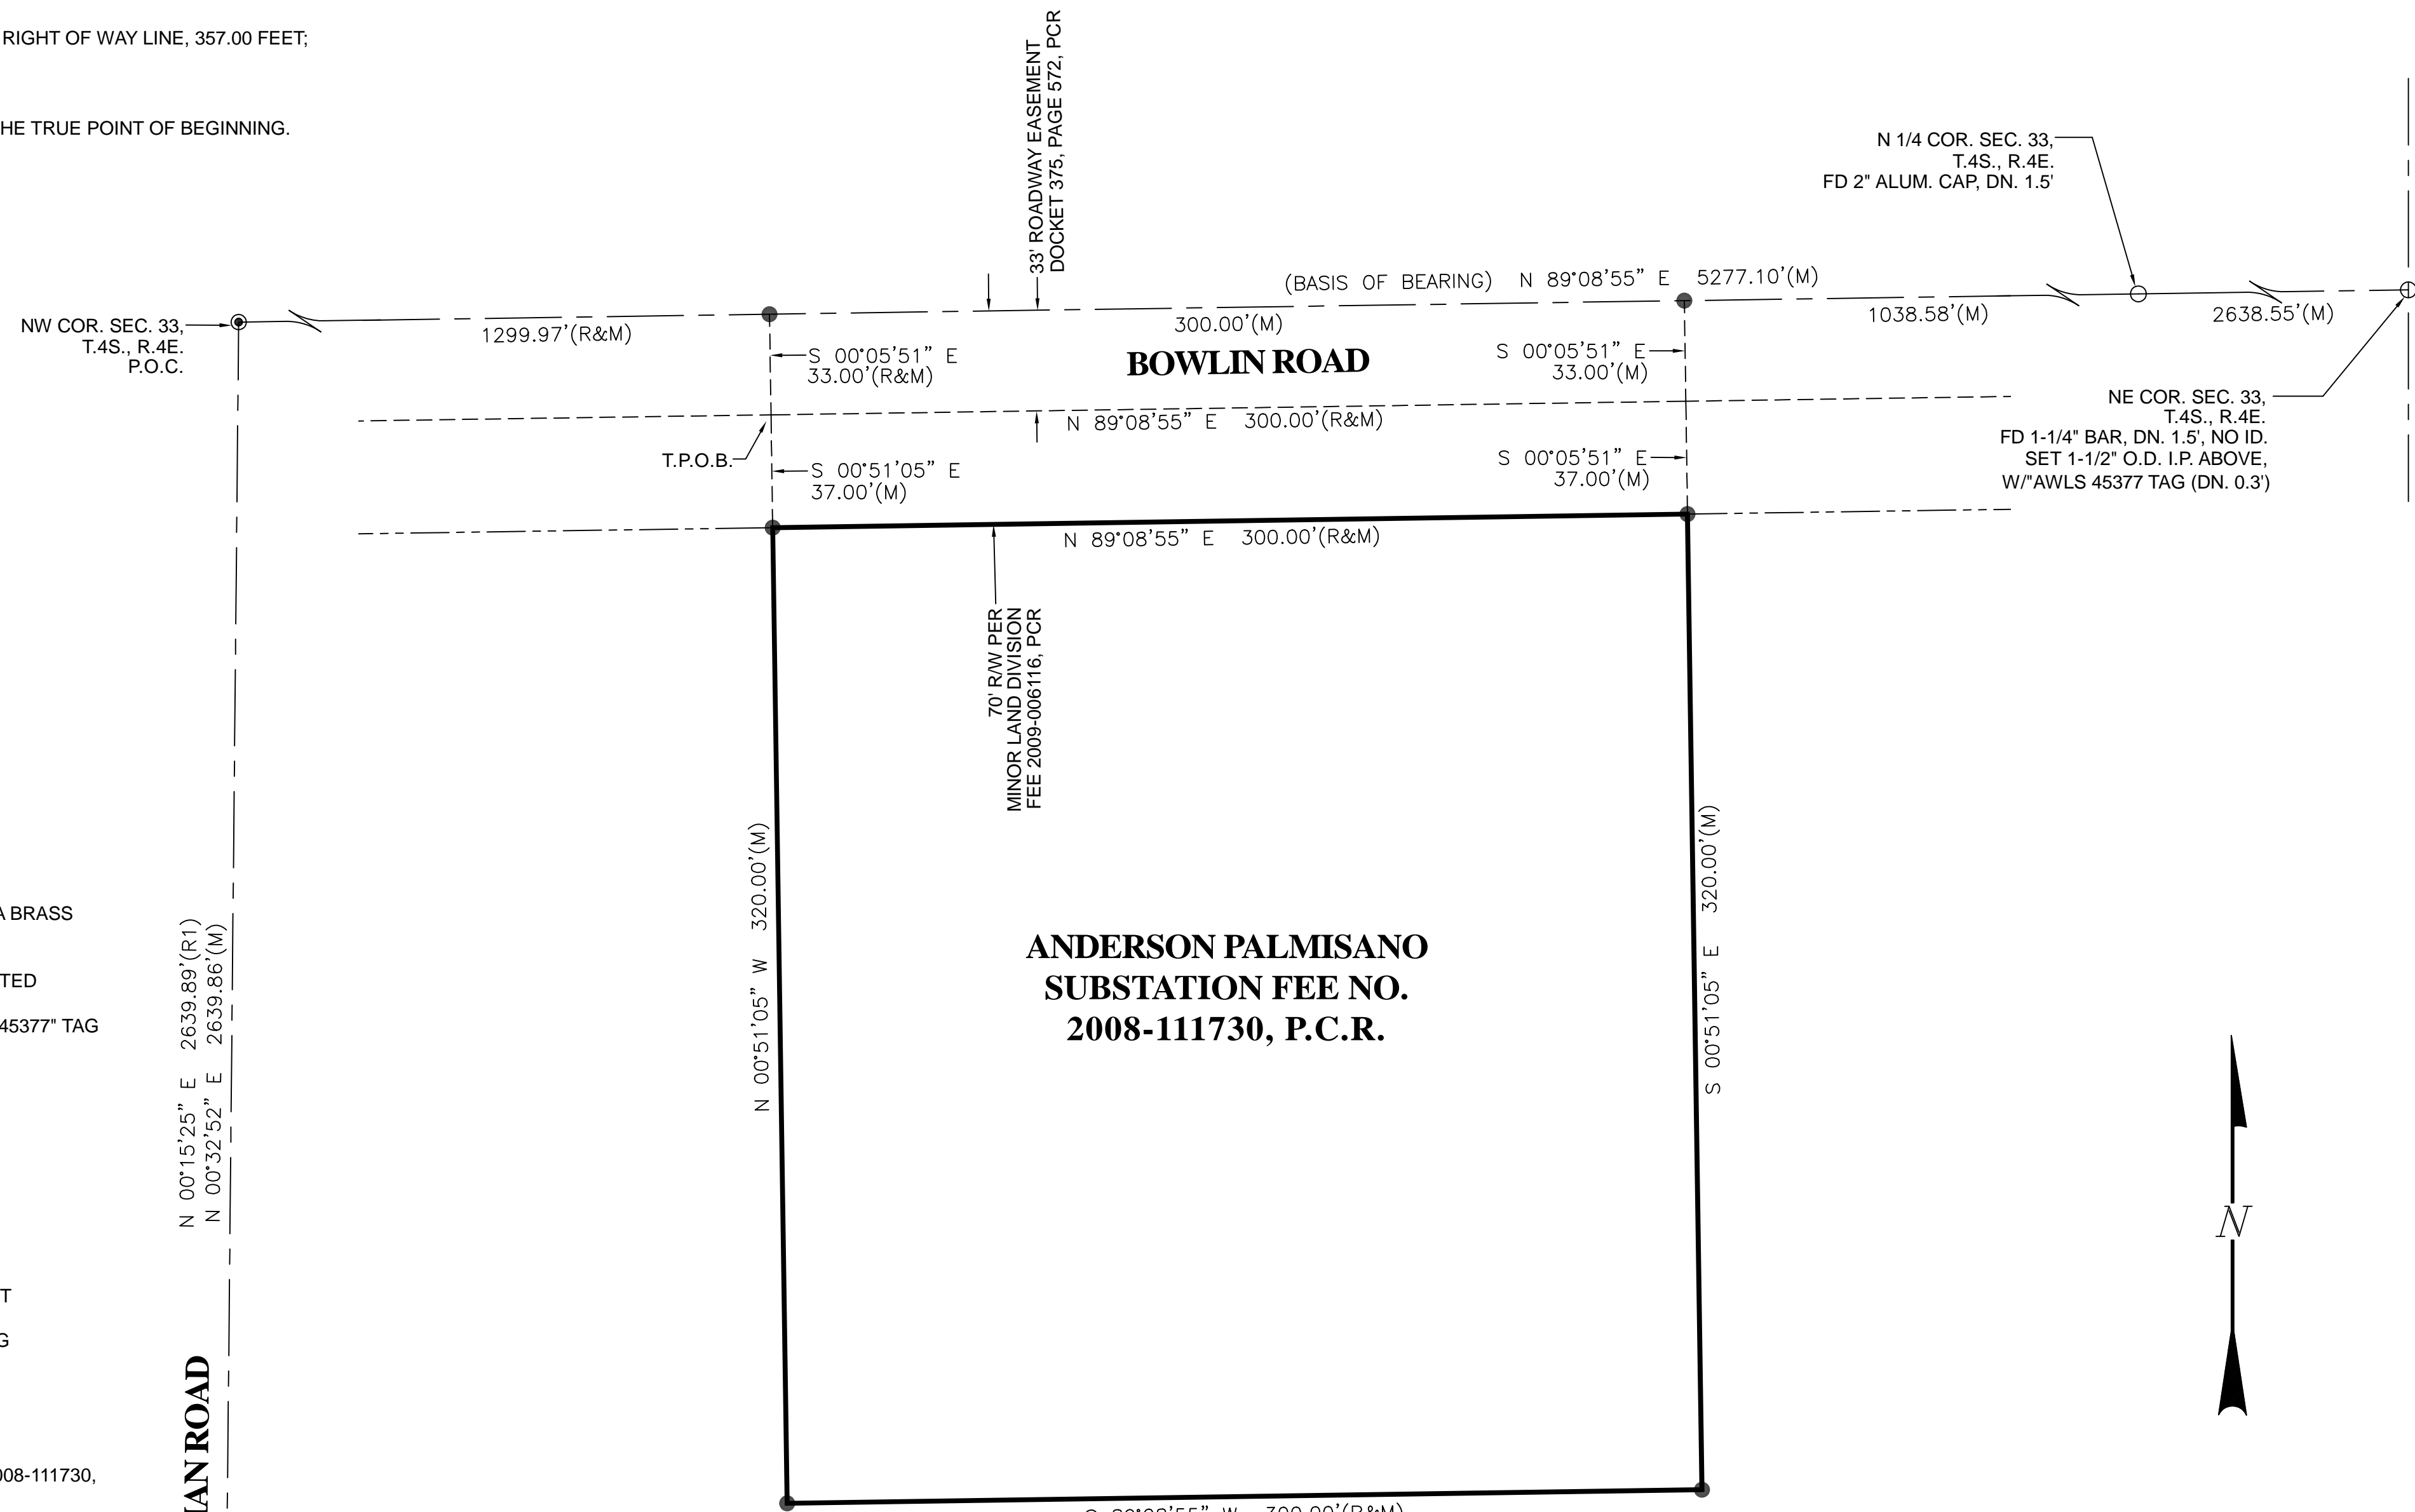 RIGHT OF WAY LINE, 357.00 FEET;
HE TRUE POINT OF BEGINNING.
33' ROADWAY EASEMENT
DOCKET 375, PAGE 572, PCR
N 1/4 COR. SEC. 33,
T.4S., R.4E.
FD 2" ALUM. CAP, DN. 1.5'
(BASIS OF BEARING) N 89°08'55" E 5277.10'(M)
NW COR. SEC. 33,
T.4S., R.4E.
P.O.C.
1299.97'(R&M)
300.00'(M)
1038.58'(M)
2638.55'(M)
S 00°05'51" E
33.00'(R&M)
BOWLIN ROAD
S 00°05'51" E
33.00'(M)
NE COR. SEC. 33,
T.4S., R.4E.
FD 1-1/4" BAR, DN. 1.5', NO ID.
SET 1-1/2" O.D. I.P. ABOVE,
W/"AWLS 45377 TAG (DN. 0.3')
N 89°08'55" E 300.00'(R&M)
T.P.O.B.
S 00°51'05" E
37.00'(M)
S 00°05'51" E
37.00'(M)
N 89°08'55" E 300.00'(R&M)
70' R/W PER
MINOR LAND DIVISION
FEE 2009-006116, PCR
N 00°51'05" W 320.00'(M)
S 00°51'05" E 320.00'(M)
ANDERSON PALMISANO
SUBSTATION FEE NO.
2008-111730, P.C.R.
A BRASS
TED
45377" TAG
N 00°15'25" E 2639.89'(R1)
N 00°32'52" E 2639.86'(M)
N
T
G
008-111730,
AN ROAD
S 89°08'55" W 300.00'(R&M)